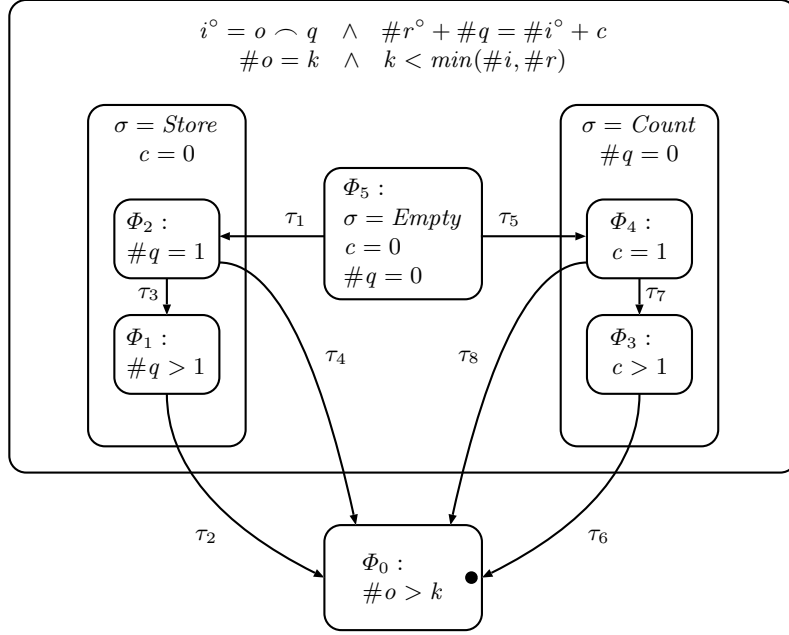 i° = o ⌢ q ∧ #r° + #q = #i° + c
#o = k ∧ k < min(#i, #r)
σ = Store
c = 0
σ = Count
#q = 0
Φ₅ :
σ = Empty
c = 0
#q = 0
Φ₂ :
#q = 1
τ₁
τ₅
Φ₄ :
c = 1
τ₃
τ₇
Φ₁ :
#q > 1
τ₄
τ₈
Φ₃ :
c > 1
τ₂
τ₆
Φ₀ :
#o > k